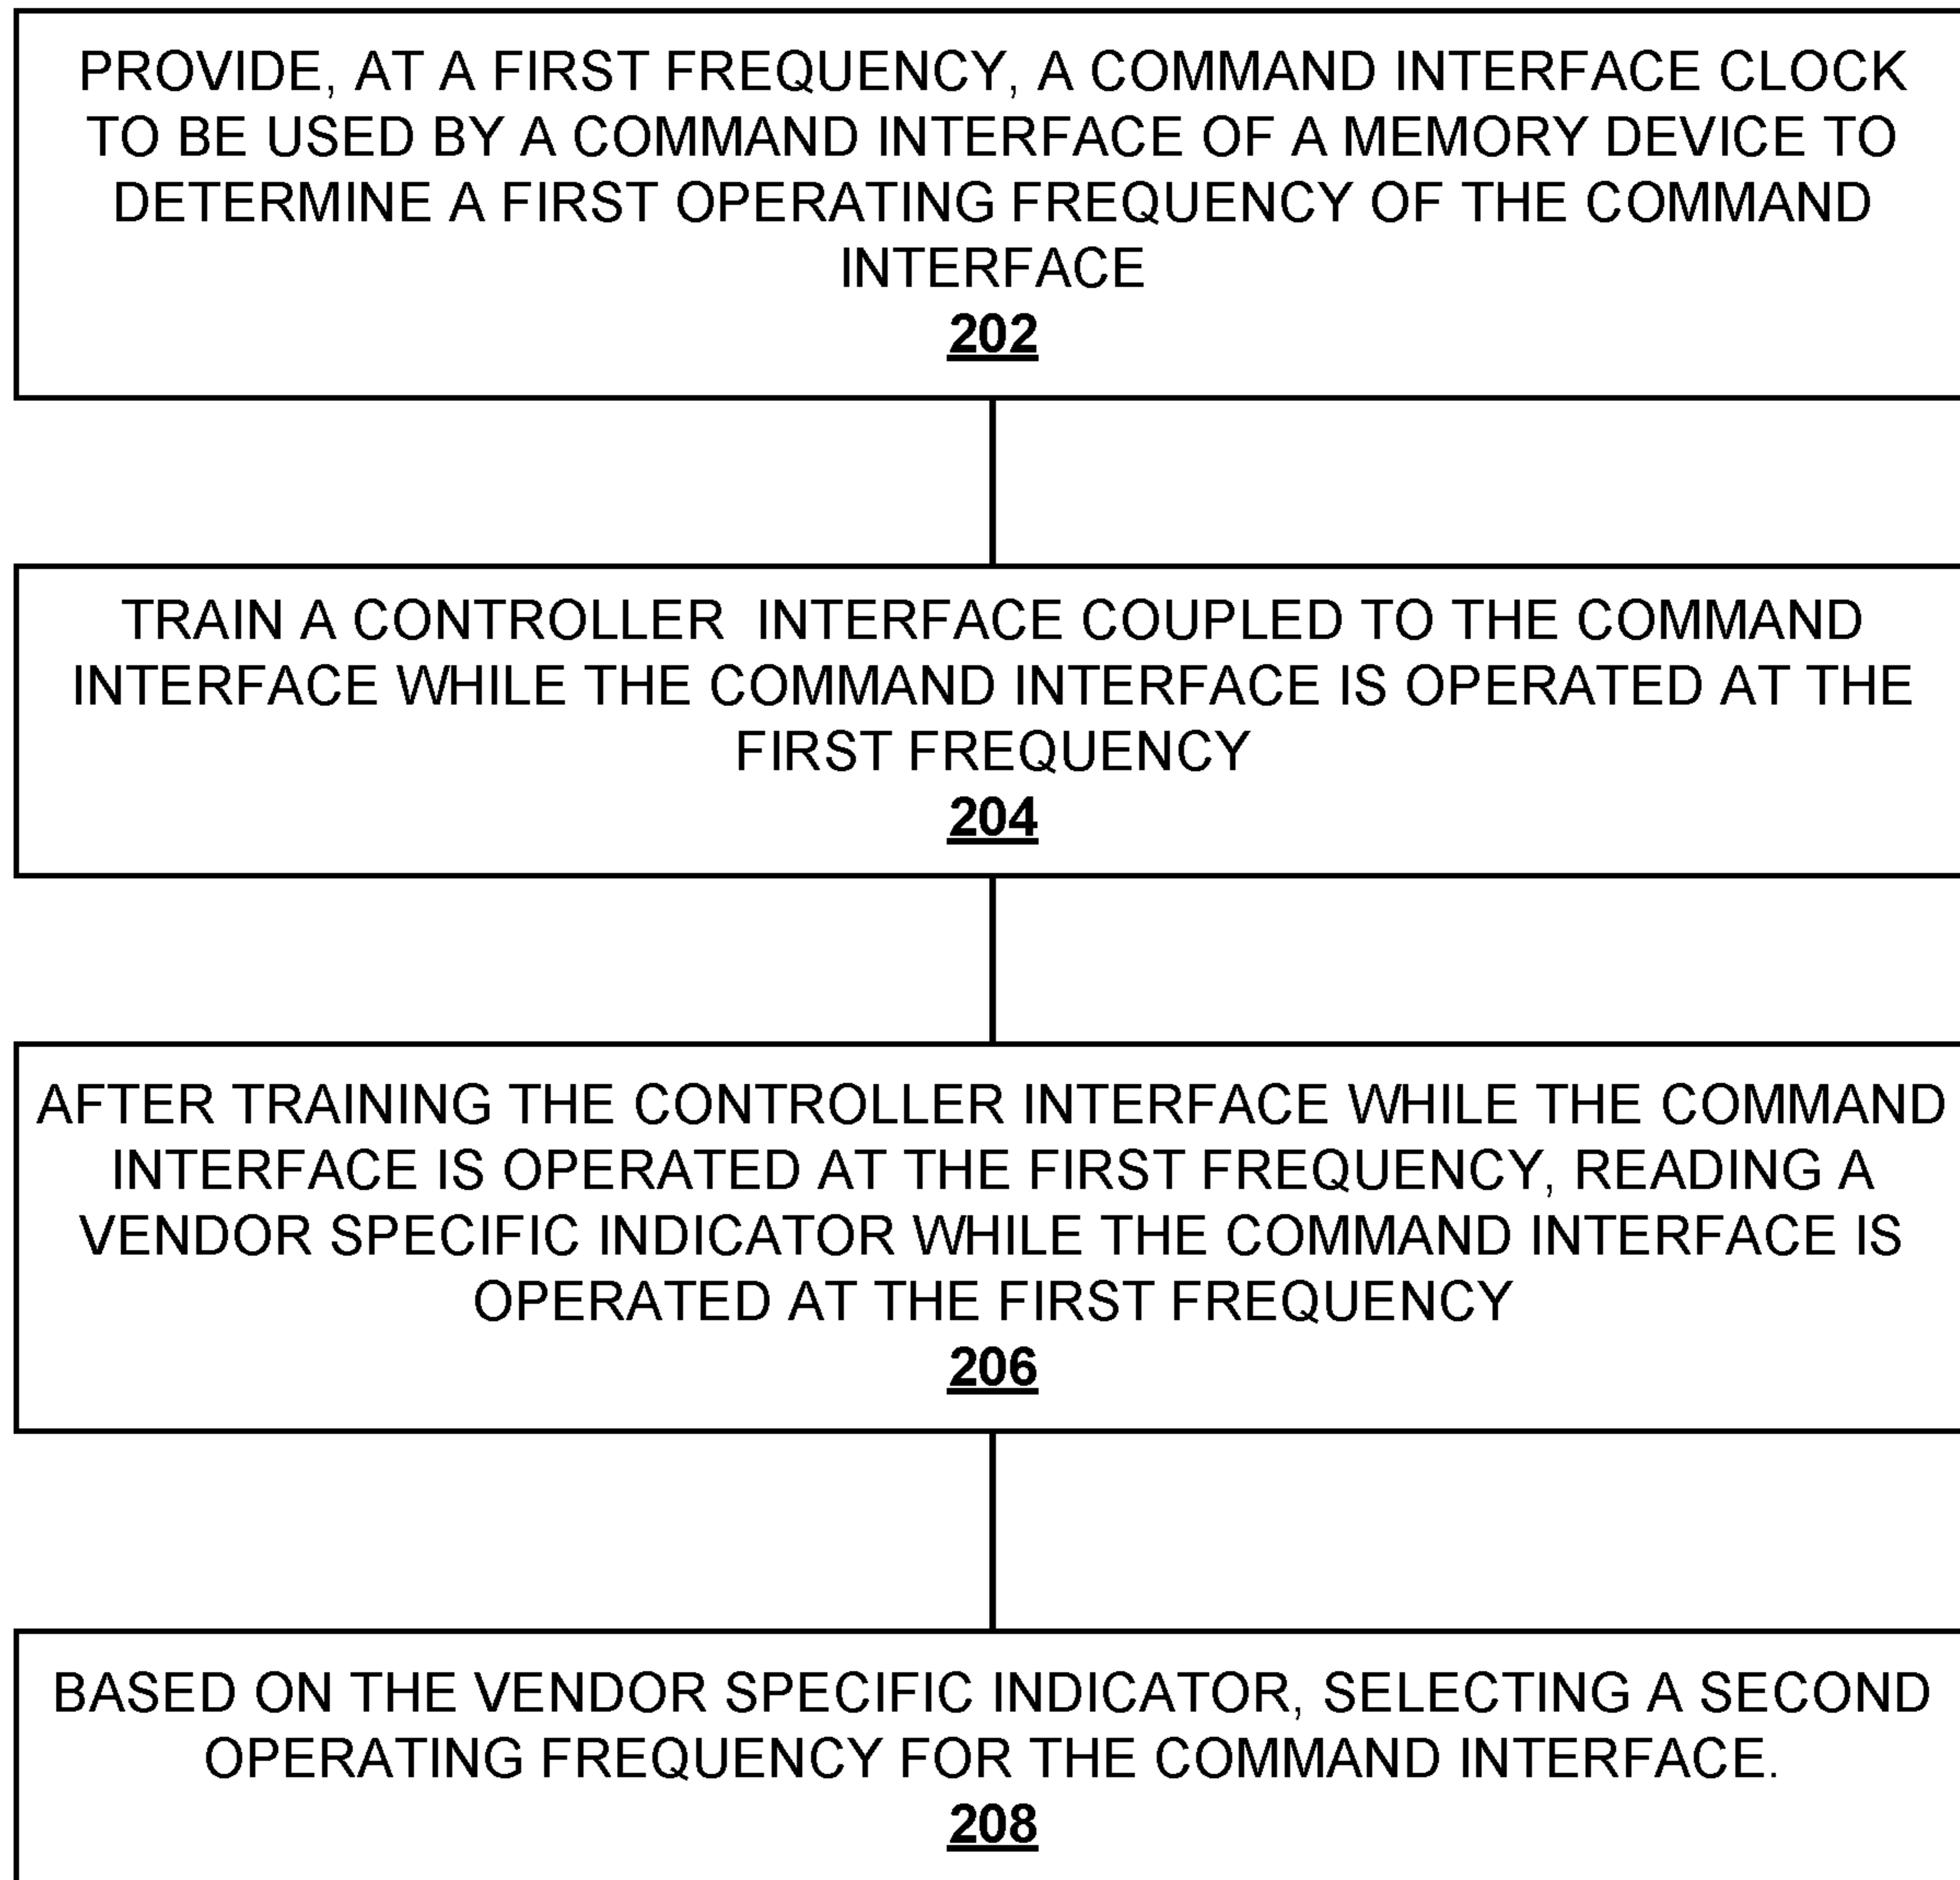 PROVIDE, AT A FIRST FREQUENCY, A COMMAND INTERFACE CLOCK
TO BE USED BY A COMMAND INTERFACE OF A MEMORY DEVICE TO
DETERMINE A FIRST OPERATING FREQUENCY OF THE COMMAND
INTERFACE
202
TRAIN A CONTROLLER INTERFACE COUPLED TO THE COMMAND
INTERFACE WHILE THE COMMAND INTERFACE IS OPERATED AT THE
FIRST FREQUENCY
204
AFTER TRAINING THE CONTROLLER INTERFACE WHILE THE COMMAND
INTERFACE IS OPERATED AT THE FIRST FREQUENCY, READING A
VENDOR SPECIFIC INDICATOR WHILE THE COMMAND INTERFACE IS
OPERATED AT THE FIRST FREQUENCY
206
BASED ON THE VENDOR SPECIFIC INDICATOR, SELECTING A SECOND
OPERATING FREQUENCY FOR THE COMMAND INTERFACE.
208